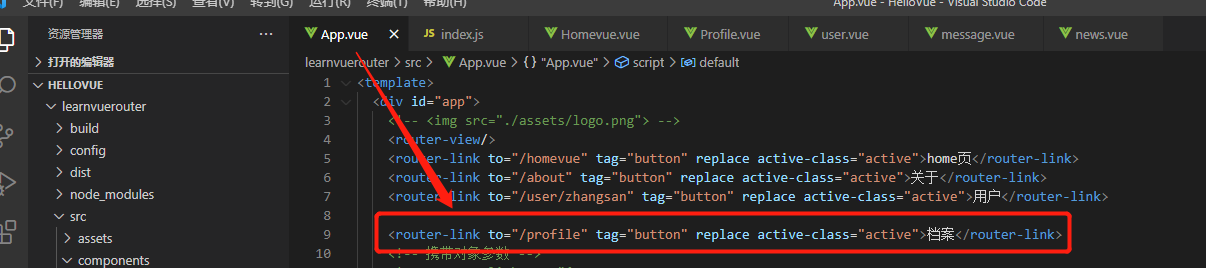 文件(F) 编辑(E) 选择(S) 查看(V) 转到(G) 运行(R) 终端(T) 帮助(H) App.vue - HelloVue - Visual Studio Code
资源管理器 ···
App.vue
JS index.js
Homevue.vue
Profile.vue
user.vue
message.vue
news.vue
打开的编辑器
learnvuerouter > src > App.vue > {} "App.vue" > script > default
HELLOVUE
learnvuerouter
build
config
dist
node_modules
src
assets
components
1 <template>
2 <div id="app">
3 <!-- <img src="./assets/logo.png"> -->
4 <router-view/>
5 <router-link to="/homevue" tag="button" replace active-class="active">home页</router-link>
6 <router-link to="/about" tag="button" replace active-class="active">关于</router-link>
7 <router-link to="/user/zhangsan" tag="button" replace active-class="active">用户</router-link>
8
9 <router-link to="/profile" tag="button" replace active-class="active">档案</router-link>
10 <!-- 携带对象参数 -->